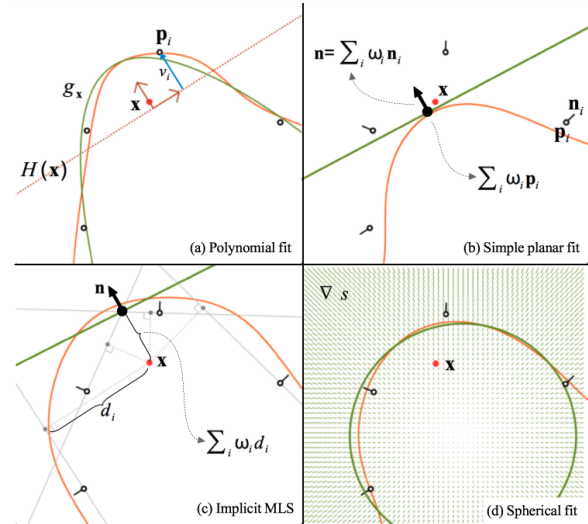 p_i
v_i
g_x
x
H(x)
(a) Polynomial fit
n=∑_i ω_i n_i
x
n_i
p_i
∑_i ω_i p_i
(b) Simple planar fit
n
x
d_i
∑_i ω_i d_i
(c) Implicit MLS
∇ s
x
(d) Spherical fit